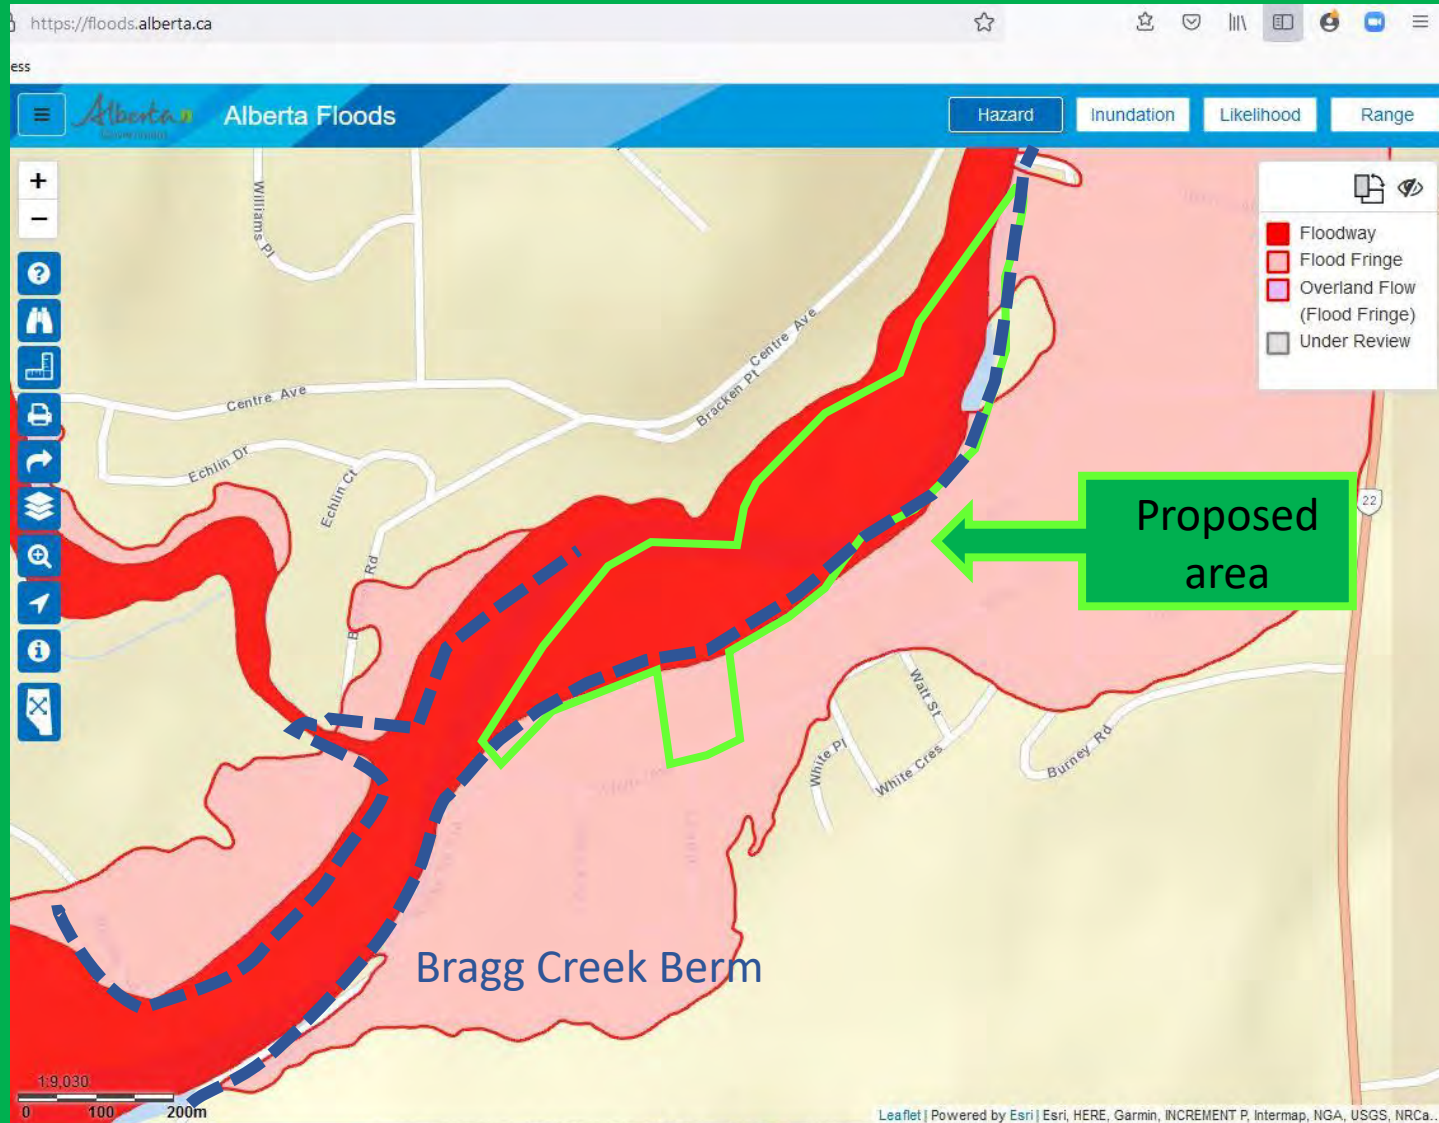 https://floods.alberta.ca
ess
Alberta
Government
Alberta Floods
Hazard
Inundation
Likelihood
Range
+
−
Floodway
Flood Fringe
Overland Flow
(Flood Fringe)
Under Review
Williams Pl
Centre Ave
Centre Ave
Bracken Pt
Echlin Dr
Echlin Ct
B
Rd
22
Proposed
area
Watt St
White Pl
White Cres
Burney Rd
Bragg Creek Berm
1:9,030
0 100 200m
Leaflet | Powered by Esri | Esri, HERE, Garmin, INCREMENT P, Intermap, NGA, USGS, NRCa...